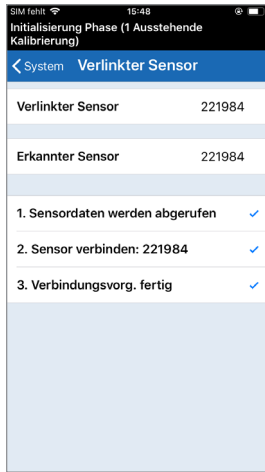 SIM fehlt 15:48
Initialisierung Phase (1 Ausstehende
Kalibrierung)
System Verlinkter Sensor
Verlinkter Sensor 221984
Erkannter Sensor 221984
1. Sensordaten werden abgerufen
2. Sensor verbinden: 221984
3. Verbindungsvorg. fertig